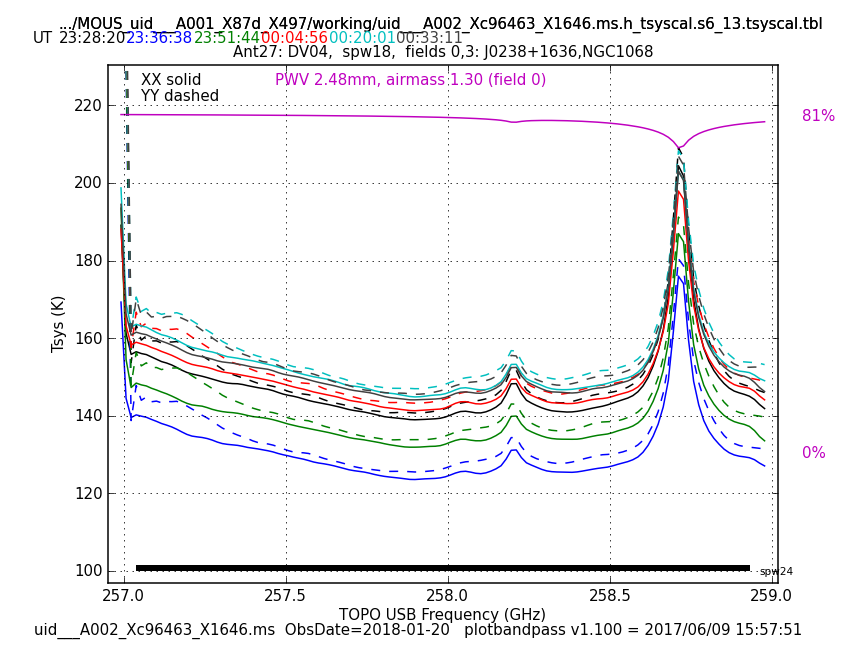 .../MOUS_uid___A001_X87d_X497/working/uid___A002_Xc96463_X1646.ms.h_tsyscal.s6_13.tsyscal.tbl
UT 23:28:20 23:36:38 23:51:44 00:04:56 00:20:01 00:33:11
Ant27: DV04, spw18, fields 0,3: J0238+1636,NGC1068
XX solid
PWV 2.48mm, airmass 1.30 (field 0)
YY dashed
81%
0%
Tsys (K)
220
200
180
160
140
120
100
spw24
257.0 257.5 258.0 258.5 259.0
TOPO USB Frequency (GHz)
uid___A002_Xc96463_X1646.ms ObsDate=2018-01-20 plotbandpass v1.100 = 2017/06/09 15:57:51